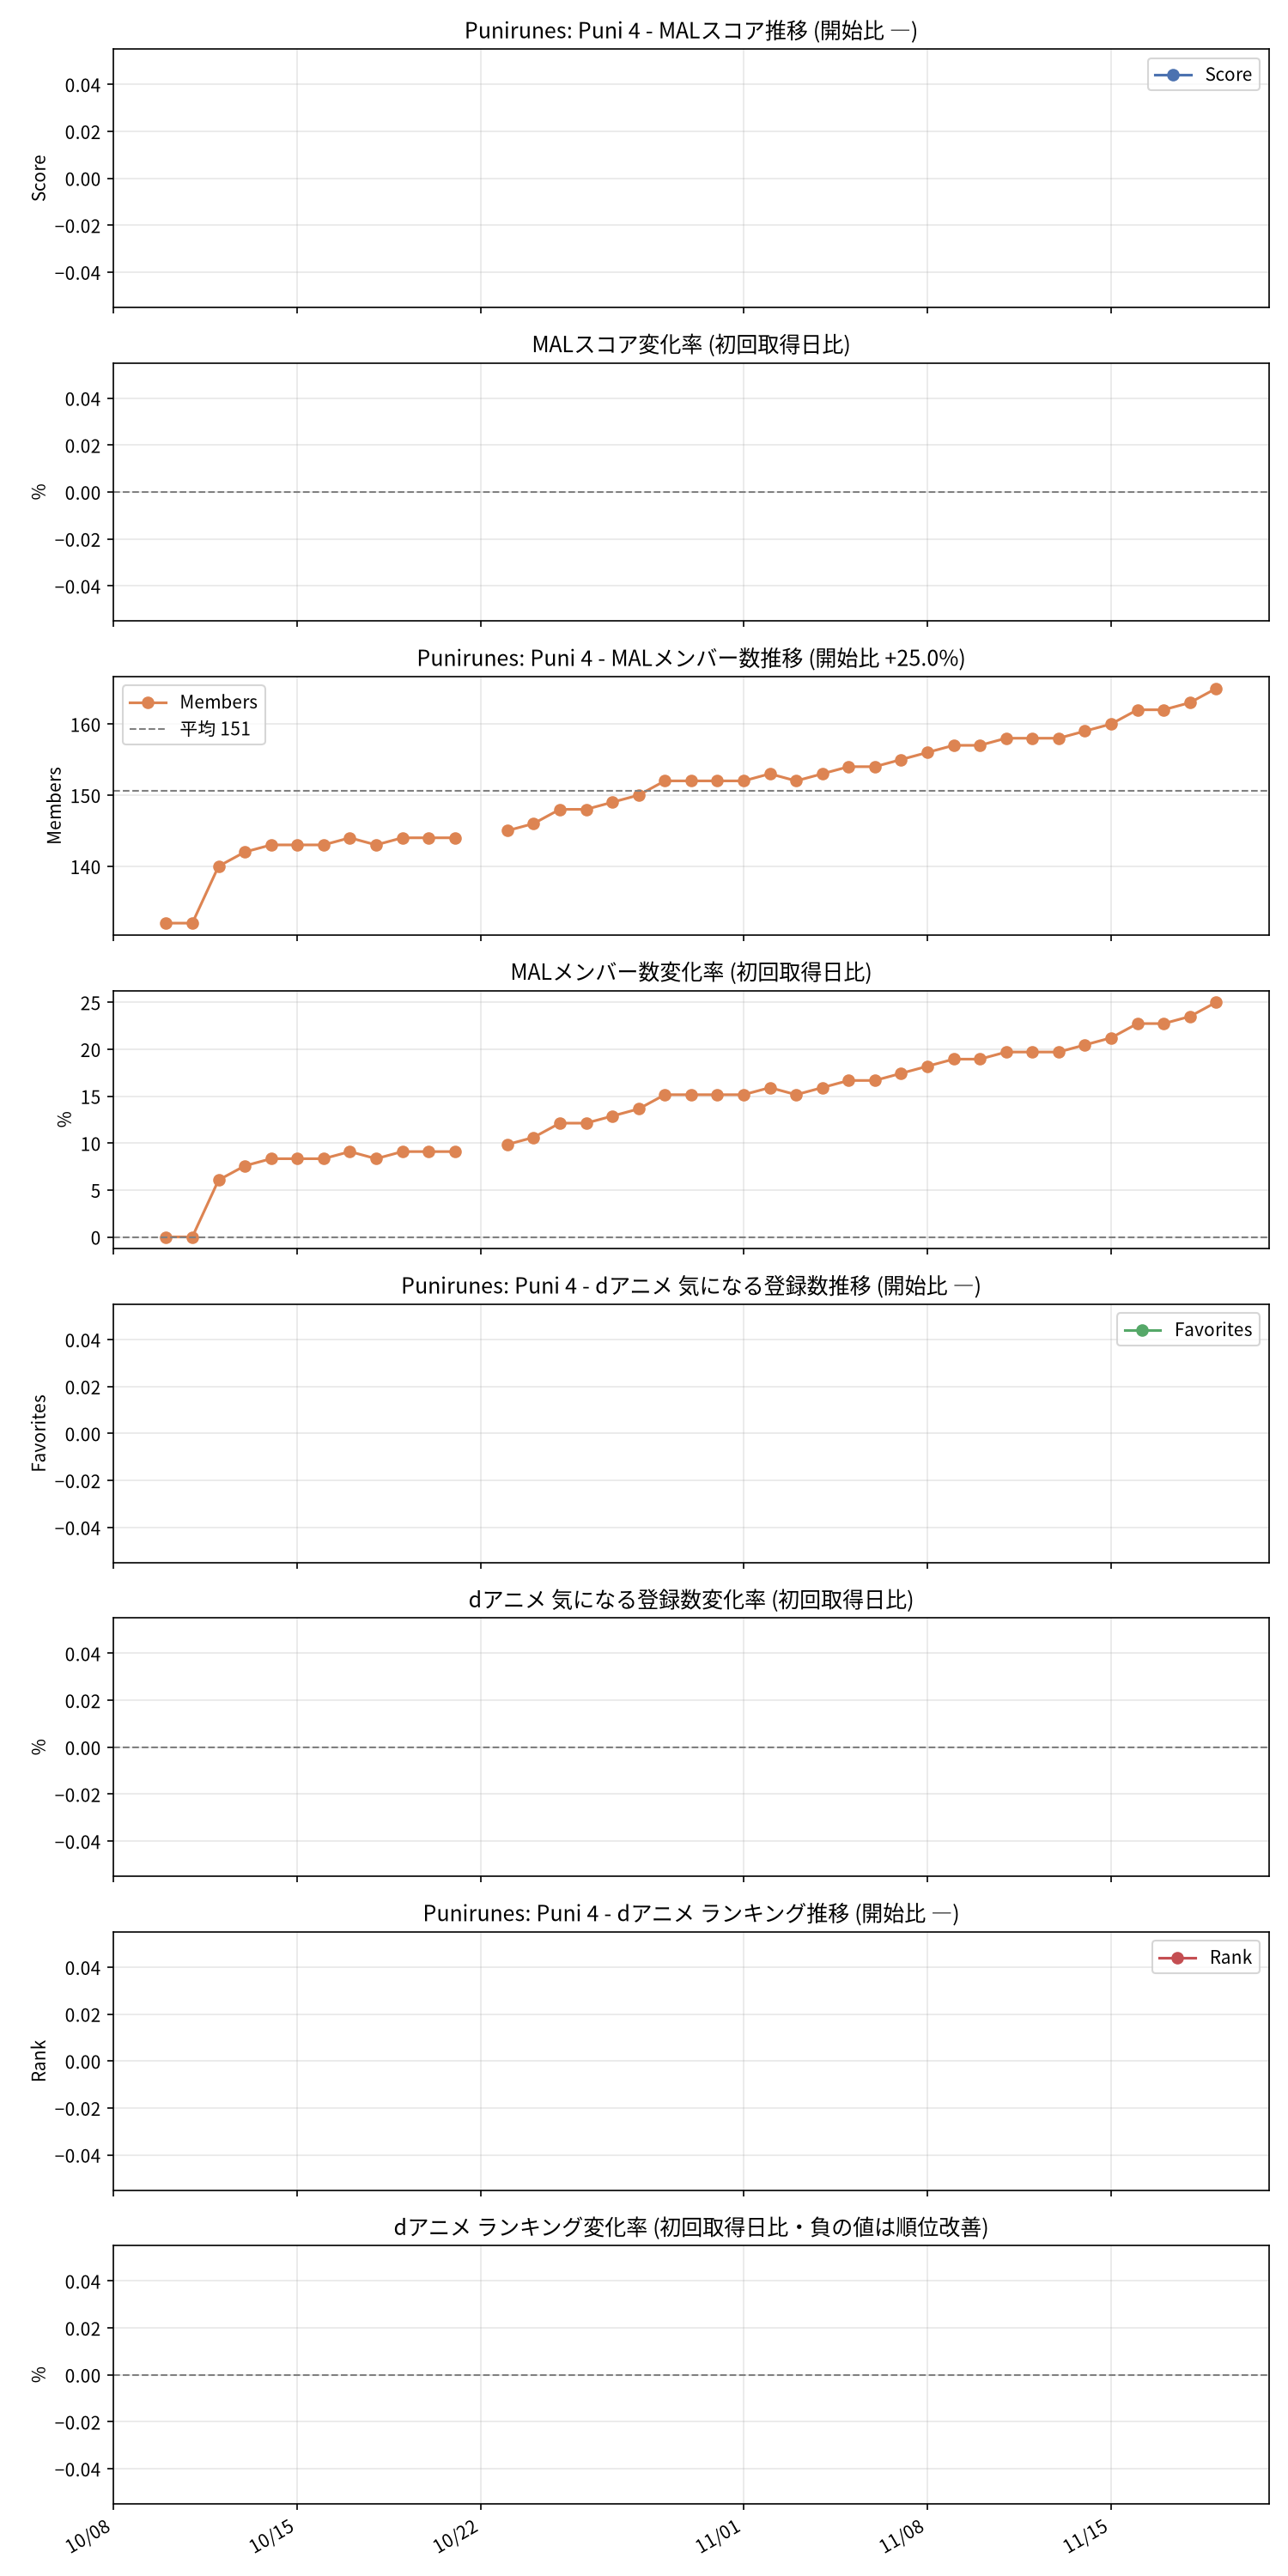 Punirunes: Puni 4 - MALスコア推移 (開始比 —)
Score
0.04
0.02
0.00
−0.02
−0.04
Score
MALスコア変化率 (初回取得日比)
0.04
0.02
0.00
−0.02
−0.04
%
Punirunes: Puni 4 - MALメンバー数推移 (開始比 +25.0%)
Members
平均 151
160
150
140
Members
MALメンバー数変化率 (初回取得日比)
25
20
15
10
5
0
%
Punirunes: Puni 4 - dアニメ 気になる登録数推移 (開始比 —)
Favorites
0.04
0.02
0.00
−0.02
−0.04
Favorites
dアニメ 気になる登録数変化率 (初回取得日比)
0.04
0.02
0.00
−0.02
−0.04
%
Punirunes: Puni 4 - dアニメ ランキング推移 (開始比 —)
Rank
0.04
0.02
0.00
−0.02
−0.04
Rank
dアニメ ランキング変化率 (初回取得日比・負の値は順位改善)
0.04
0.02
0.00
−0.02
−0.04
%
10/08
10/15
10/22
11/01
11/08
11/15